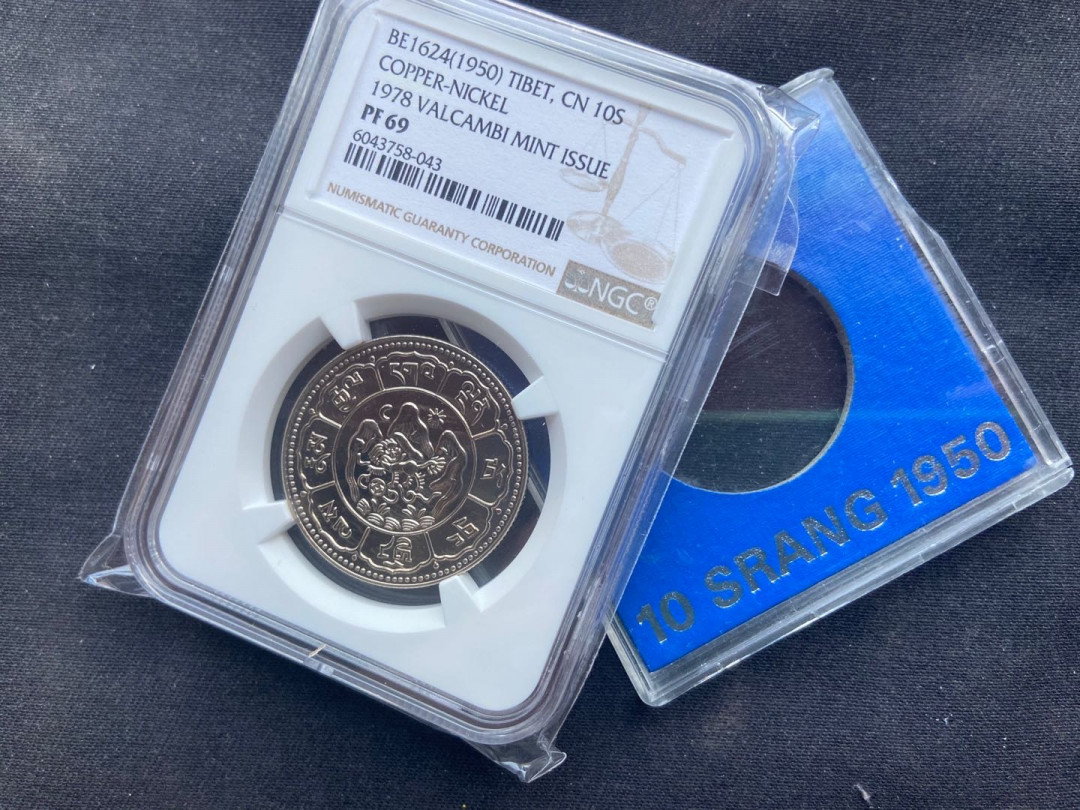 BE1624(1950) TIBET, CN 10S
COPPER-NICKEL
1978 VALCAMBI MINT ISSUE
PF 69
6043758-043
NUMISMATIC GUARANTY CORPORATION
NGC®
10 SRANG 1950